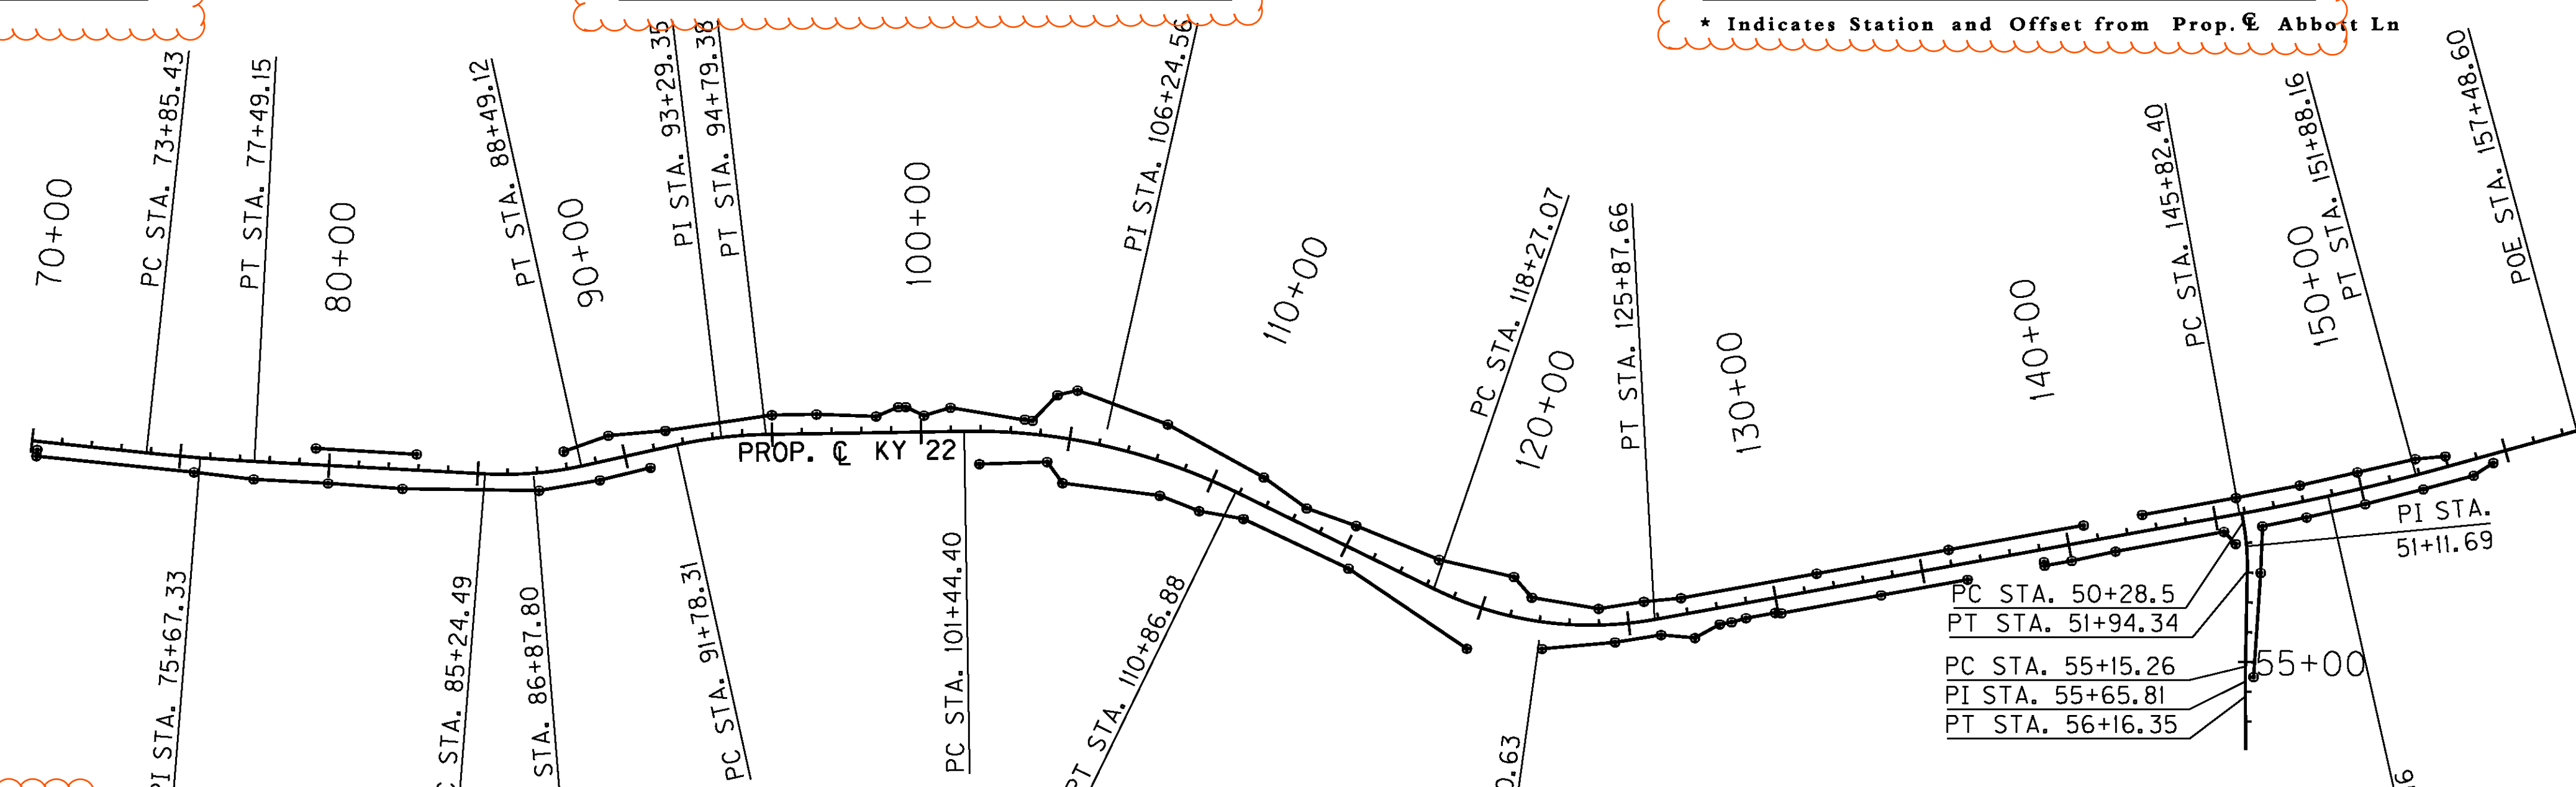 * Indicates Station and Offset from Prop. ℄ Abbott Ln
70+00
PC STA. 73+85.43
PT STA. 77+49.15
80+00
PT STA. 88+49.12
90+00
PI STA. 93+29.35
PT STA. 94+79.38
100+00
PI STA. 106+24.56
110+00
PC STA. 118+27.07
120+00
PT STA. 125+87.66
130+00
140+00
PC STA. 145+82.40
150+00
PT STA. 151+88.16
POE STA. 157+48.60
PROP. ℄ KY 22
PI STA. 75+67.33
STA. 85+24.49
STA. 86+87.80
PC STA. 91+78.31
PC STA. 101+44.40
PT STA. 110+86.88
0.63
PI STA.
51+11.69
PC STA. 50+28.5
PT STA. 51+94.34
PC STA. 55+15.26
PI STA. 55+65.81
PT STA. 56+16.35
55+00